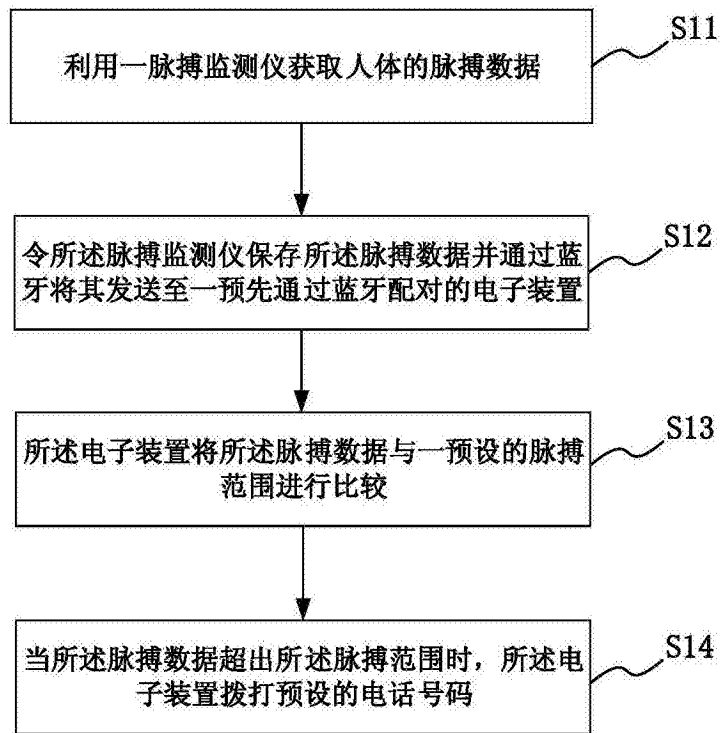 S11
利用一脉搏监测仪获取人体的脉搏数据
S12
令所述脉搏监测仪保存所述脉搏数据并通过蓝
牙将其发送至一预先通过蓝牙配对的电子装置
S13
所述电子装置将所述脉搏数据与一预设的脉搏
范围进行比较
S14
当所述脉搏数据超出所述脉搏范围时，所述电
子装置拨打预设的电话号码